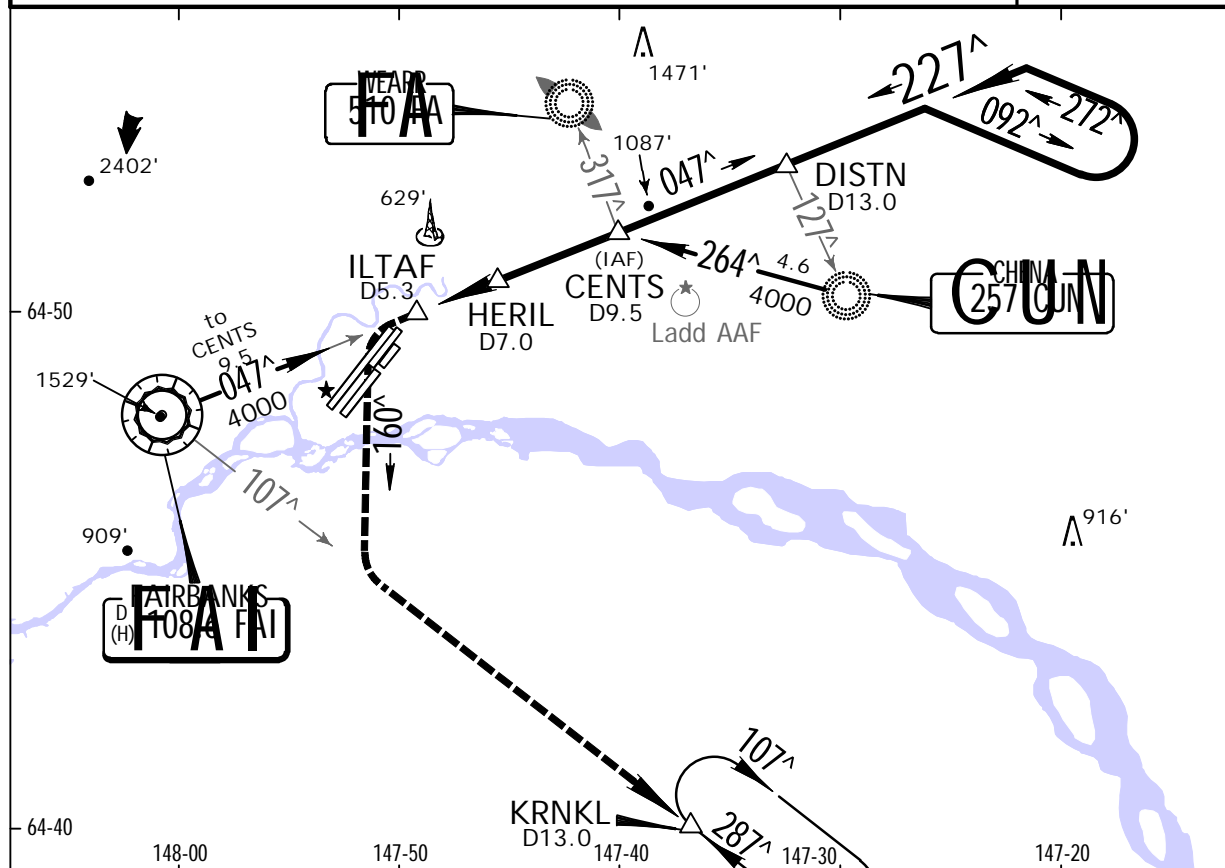 WEARR
510 FA
FA
1471'
227^
092^
272^
2402'
1087'
047^
317^
DISTN
D13.0
629'
127^
(IAF)
264^
4.6
4000
ILTAF
D5.3
CENTS
D9.5
CHENA
257 CUN
CUN
64-50
HERIL
D7.0
Ladd AAF
to
CENTS
9.5
1529'
047^
4000
160^
107^
916'
909'
FAIRBANKS
D
(H)
108.2 FAI
FAI
107^
KRNKL
D13.0
287^
64-40
148-00
147-50
147-40
147-30
147-20